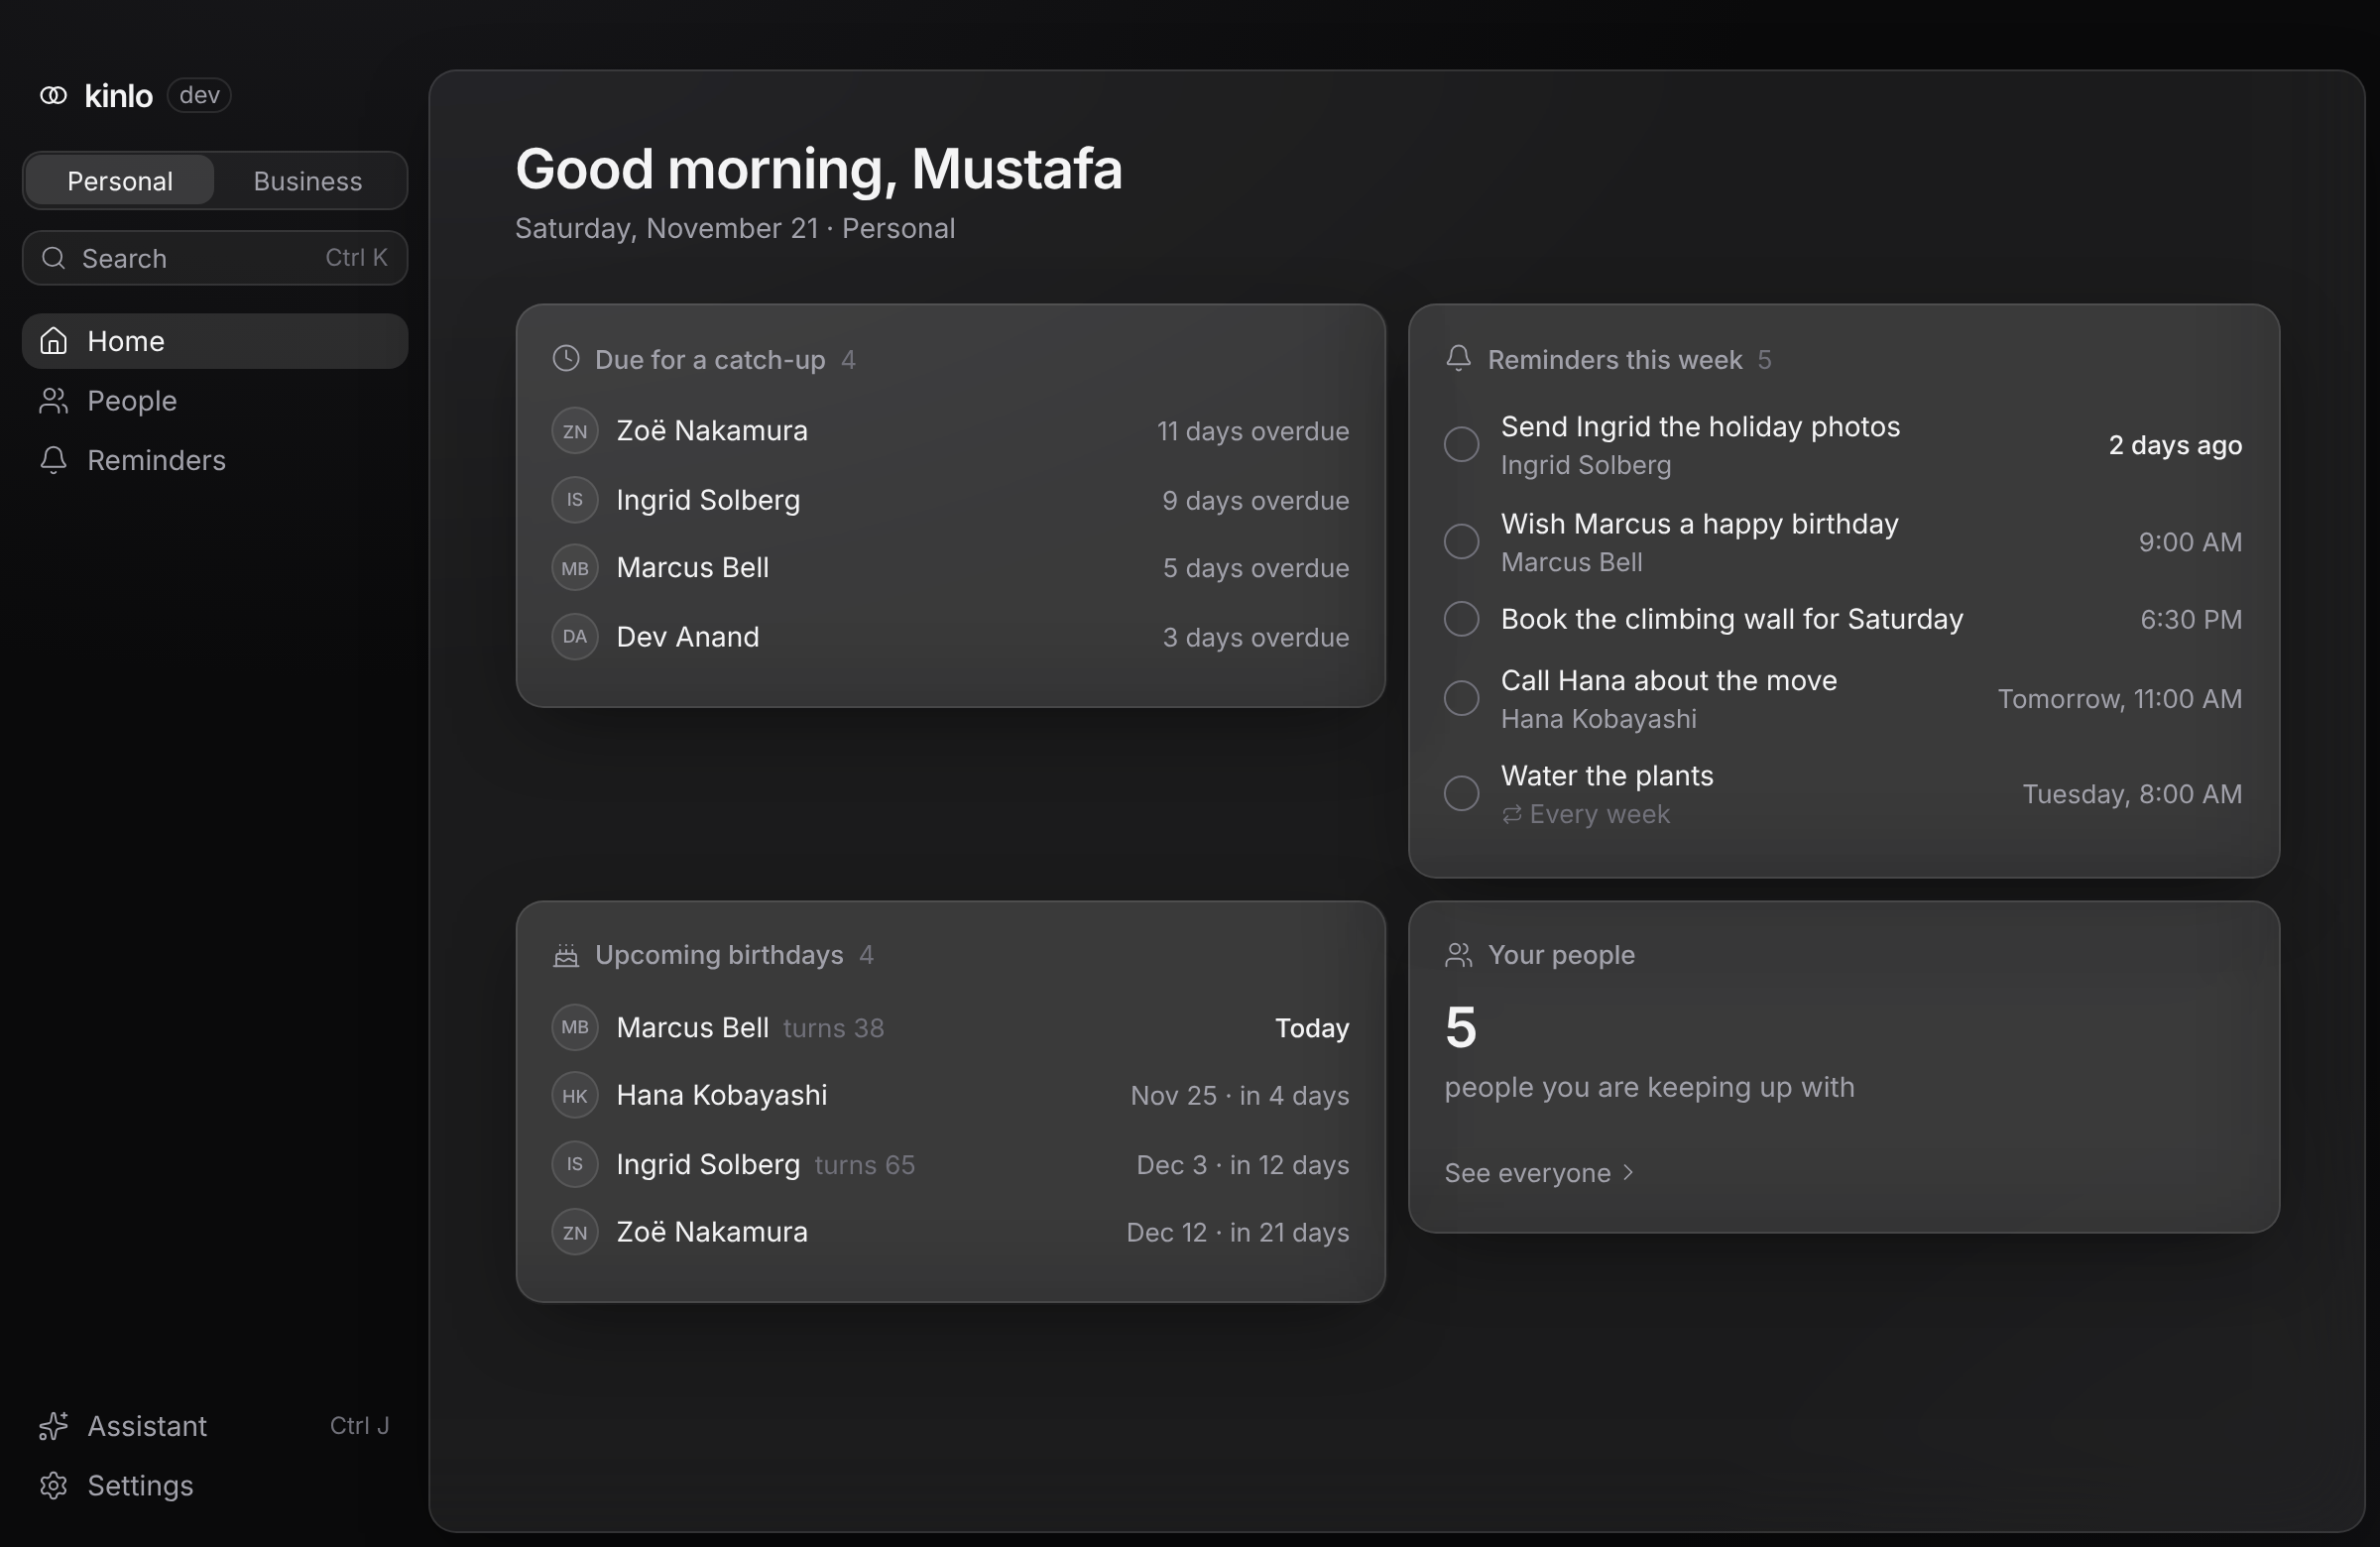 kinlo dev
Personal Business
Search Ctrl K
Home
People
Reminders
Assistant Ctrl J
Settings
Good morning, Mustafa
Saturday, November 21 · Personal
Due for a catch-up 4
ZN Zoë Nakamura 11 days overdue
IS Ingrid Solberg 9 days overdue
MB Marcus Bell 5 days overdue
DA Dev Anand 3 days overdue
Reminders this week 5
Send Ingrid the holiday photos 2 days ago
Ingrid Solberg
Wish Marcus a happy birthday 9:00 AM
Marcus Bell
Book the climbing wall for Saturday 6:30 PM
Call Hana about the move Tomorrow, 11:00 AM
Hana Kobayashi
Water the plants Tuesday, 8:00 AM
Every week
Upcoming birthdays 4
MB Marcus Bell turns 38 Today
HK Hana Kobayashi Nov 25 · in 4 days
IS Ingrid Solberg turns 65 Dec 3 · in 12 days
ZN Zoë Nakamura Dec 12 · in 21 days
Your people
5
people you are keeping up with
See everyone